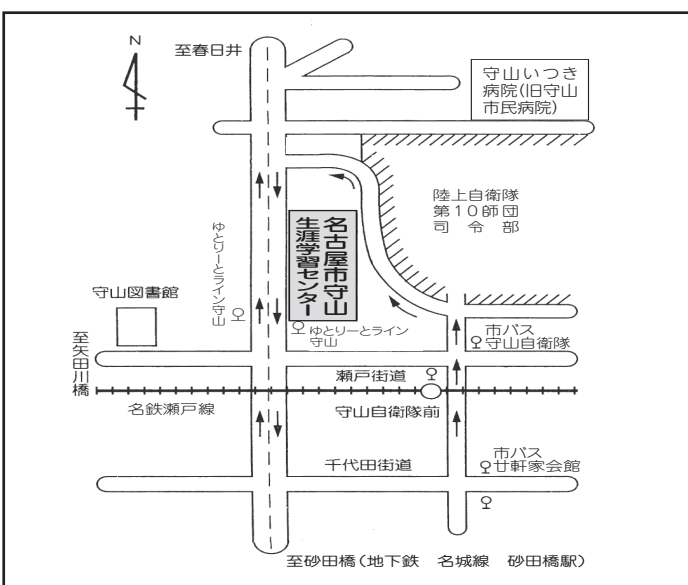 N
至春日井
守山いつき
病院(旧守山
市民病院)
陸上自衛隊
第10師団
司令部
名古屋市守山
生涯学習センター
ゆとりーとライン守山
守山図書館
ゆとりーとライン
守山
市バス
守山自衛隊
至矢田川橋
瀬戸街道
名鉄瀬戸線
守山自衛隊前
市バス
廿軒家会館
千代田街道
至砂田橋(地下鉄 名城線 砂田橋駅)